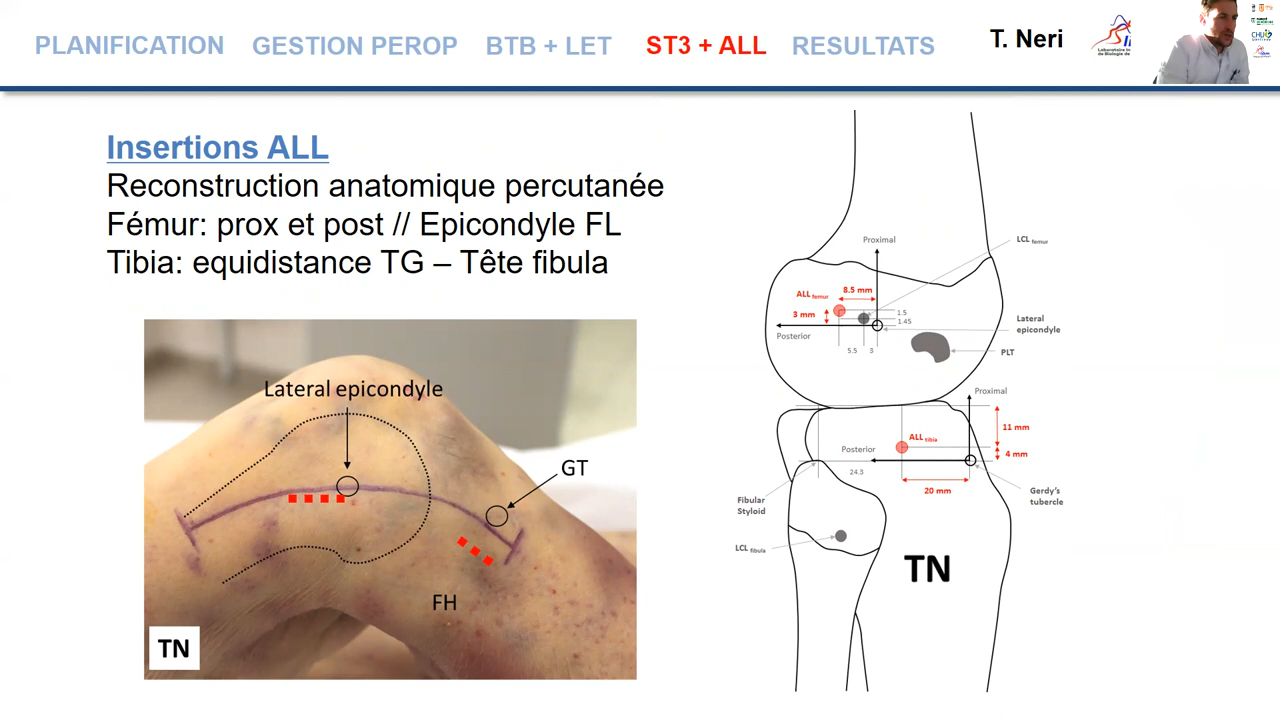 PLANIFICATION GESTION PEROP BTB + LET ST3 + ALL RESULTATS T. Neri
CHU
Insertions ALL
Reconstruction anatomique percutanée
Fémur: prox et post // Epicondyle FL
Tibia: equidistance TG – Tête fibula
Lateral epicondyle
GT
FH
TN
Proximal
LCL femur
ALL femur
8.5 mm
3 mm
1.5
1.45
Lateral
epicondyle
Posterior
5.5 3
PLT
Proximal
11 mm
ALL tibia
Posterior
4 mm
24.3
20 mm
Gerdy's
tubercle
Fibular
Styloid
LCL fibula
TN